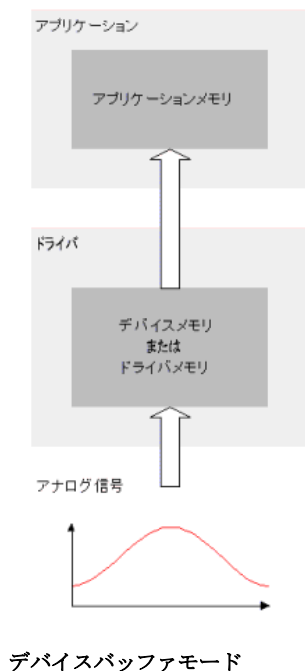 アプリケーション
アプリケーションメモリ
ドライバ
デバイスメモリ
または
ドライバメモリ
アナログ信号
デバイスバッファモード